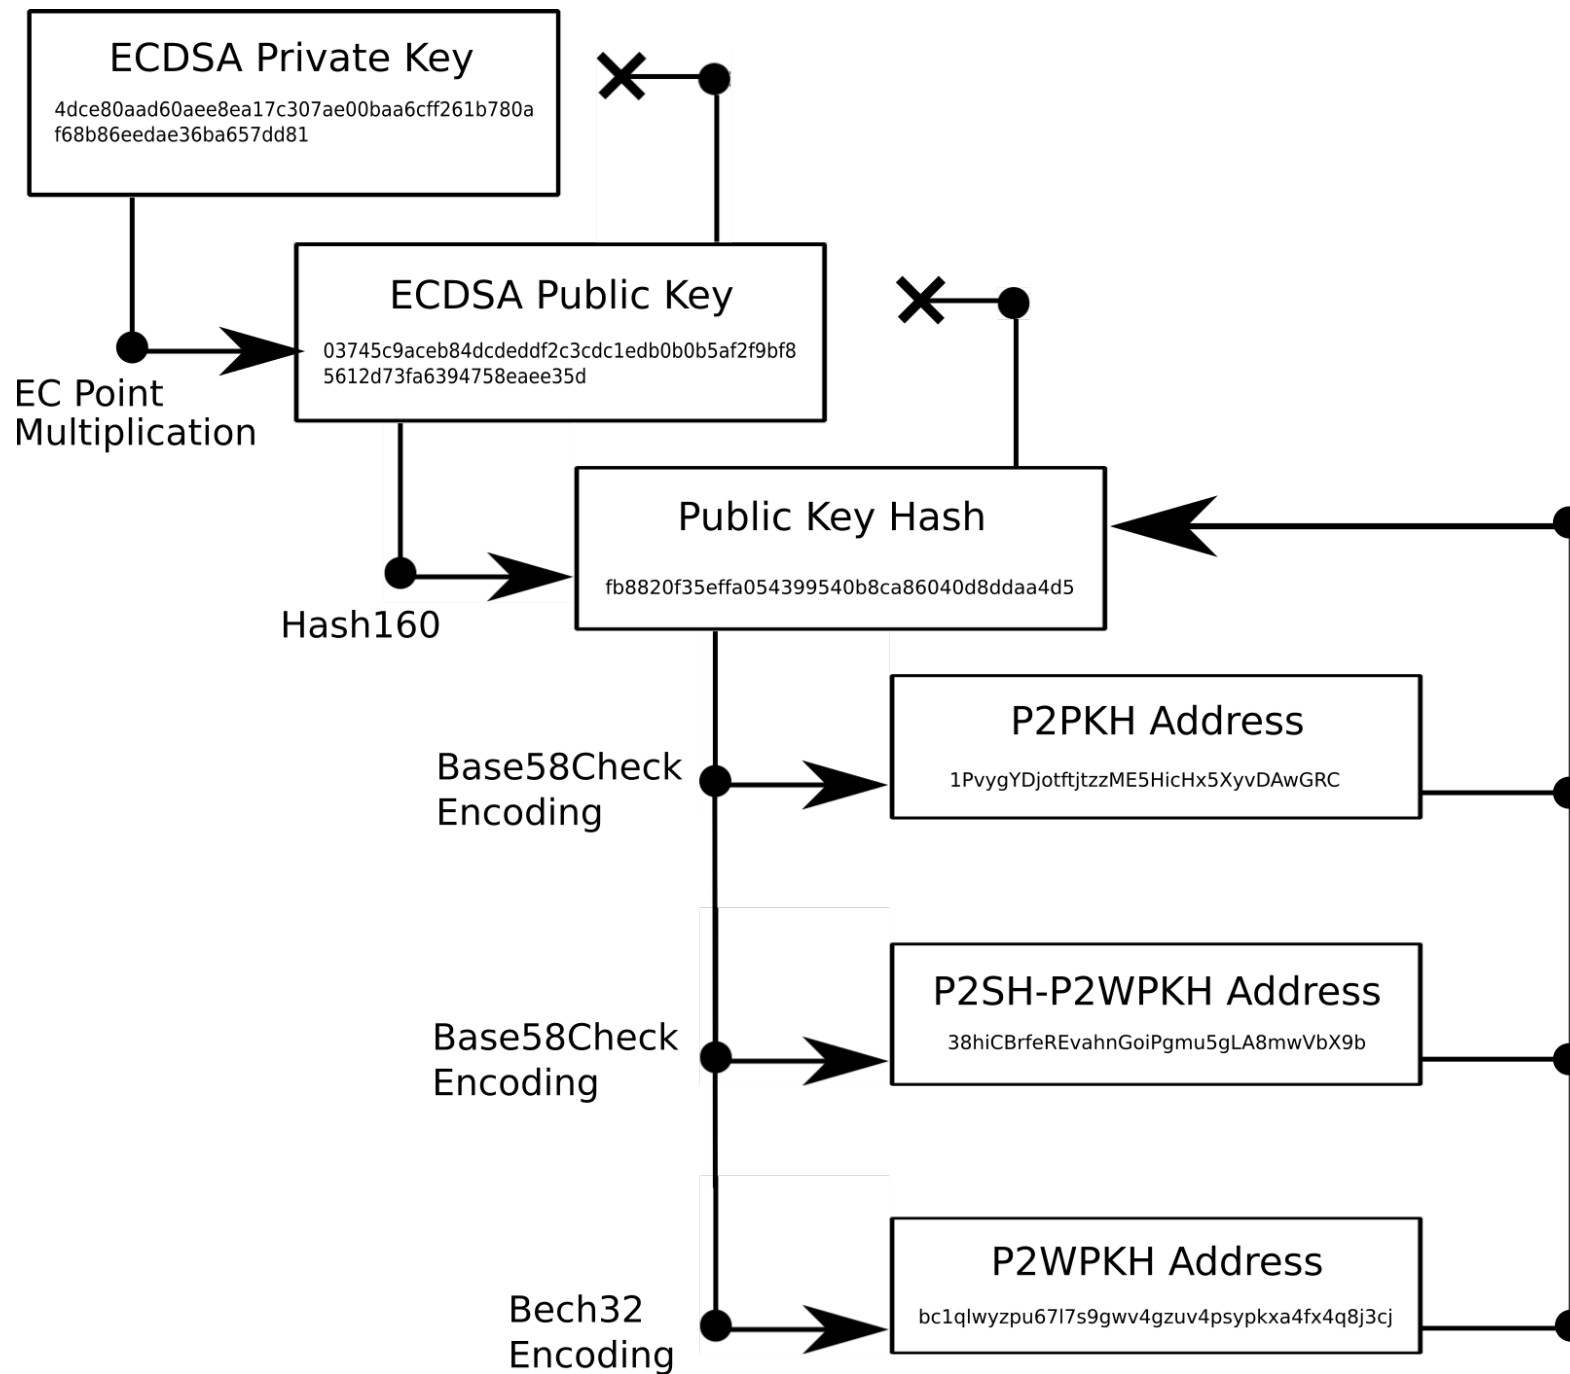 ECDSA Private Key
4dce80aad60aee8ea17c307ae00baa6cff261b780a
f68b86eedae36ba657dd81
ECDSA Public Key
03745c9aceb84dcdeddf2c3cdc1edb0b0b5af2f9bf8
5612d73fa6394758eaee35d
EC Point
Multiplication
Public Key Hash
fb8820f35effa054399540b8ca86040d8ddaa4d5
Hash160
P2PKH Address
1PvygYDjotftjtzzME5HicHx5XyvDAwGRC
Base58Check
Encoding
P2SH-P2WPKH Address
38hiCBrfeREvahnGoiPgmu5gLA8mwVbX9b
Base58Check
Encoding
P2WPKH Address
bc1qlwyzpu67l7s9gwv4gzuv4psypkxa4fx4q8j3cj
Bech32
Encoding